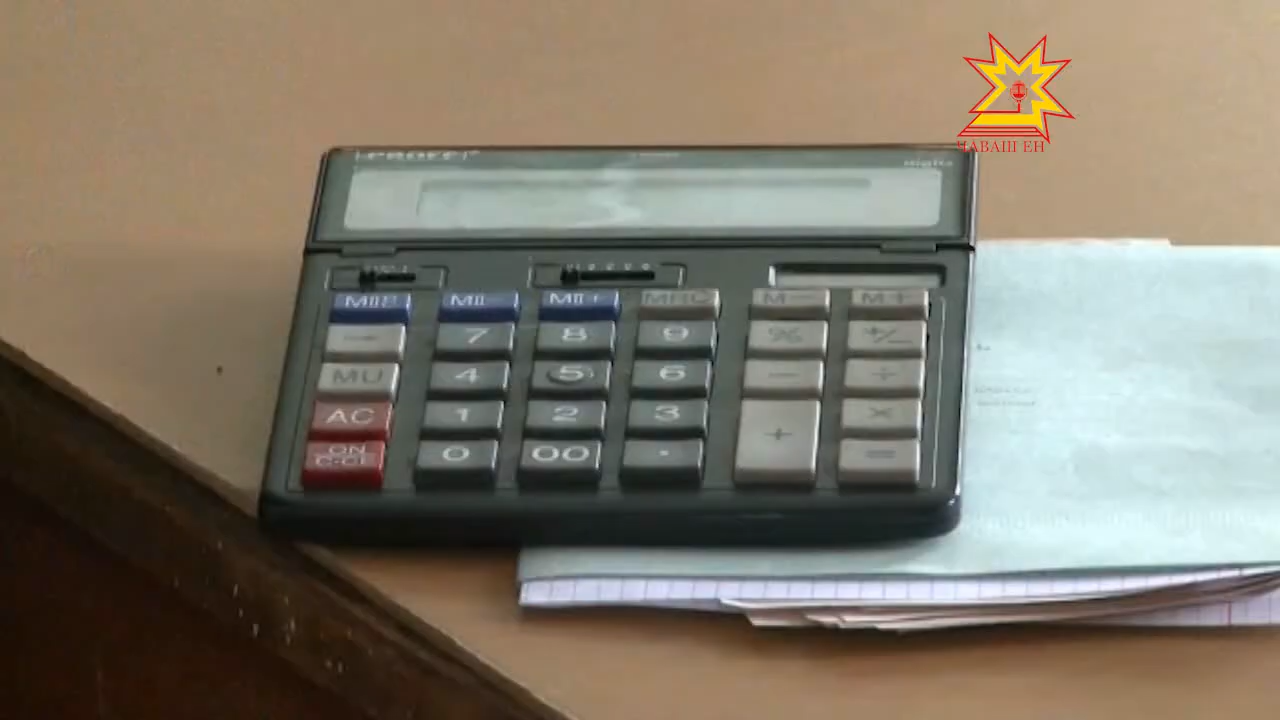 ЧӐВАШ ЕН
MII- MII+ MRC M- M+
7 8 9 % +/-
MU 4 5 6 - ÷
AC 1 2 3 + ×
ON 0 00 . =
C·CE